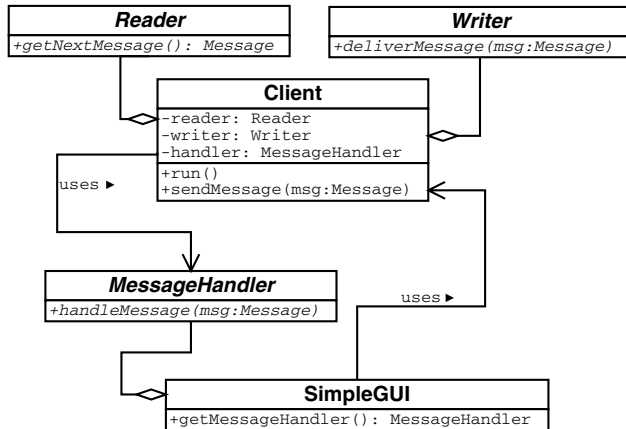 Reader
+getNextMessage(): Message
Writer
+deliverMessage(msg:Message)
Client
-reader: Reader
-writer: Writer
-handler: MessageHandler
+run()
+sendMessage(msg:Message)
uses ►
MessageHandler
+handleMessage(msg:Message)
uses ►
SimpleGUI
+getMessageHandler(): MessageHandler